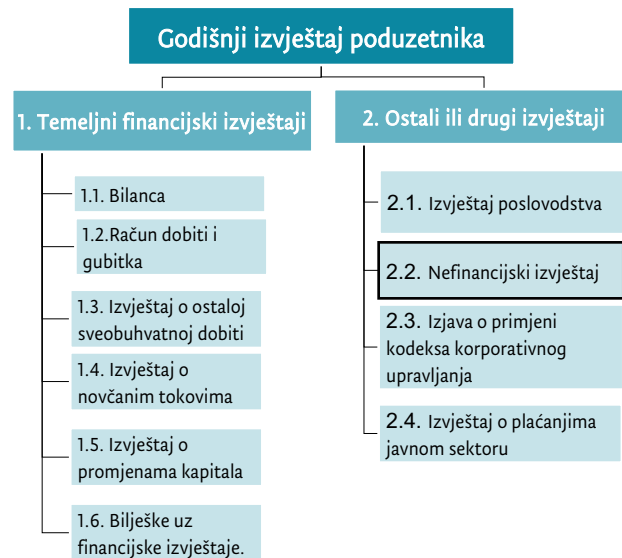 Godišnji izvještaj poduzetnika
1. Temeljni financijski izvještaji
1.1. Bilanca
1.2.Račun dobiti i
gubitka
1.3. Izvještaj o ostaloj
sveobuhvatnoj dobiti
1.4. Izvještaj o
novčanim tokovima
1.5. Izvještaj o
promjenama kapitala
1.6. Bilješke uz
financijske izvještaje.
2. Ostali ili drugi izvještaji
2.1. Izvještaj poslovodstva
2.2. Nefinancijski izvještaj
2.3. Izjava o primjeni
kodeksa korporativnog
upravljanja
2.4. Izvještaj o plaćanjima
javnom sektoru